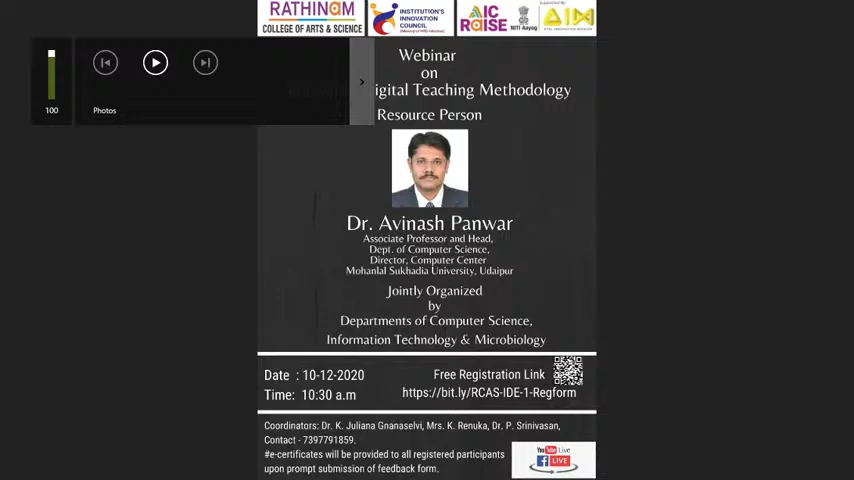 RATHINAM
COLLEGE OF ARTS & SCIENCE
INSTITUTION'S
INNOVATION
COUNCIL
AIC
RAISE
NITI Aayog
AIM
Webinar
on
igital Teaching Methodology
Resource Person
100
Photos
Dr. Avinash Panwar
Associate Professor and Head,
Dept. of Computer Science,
Director, Computer Center
Mohanlal Sukhadia University, Udaipur
Jointly Organized
by
Departments of Computer Science,
Information Technology & Microbiology
Date : 10-12-2020
Time: 10:30 a.m
Free Registration Link
https://bit.ly/RCAS-IDE-1-Regform
Coordinators: Dr. K. Juliana Gnanaselvi, Mrs. K. Renuka, Dr. P. Srinivasan,
Contact - 7397791859.
#e-certificates will be provided to all registered participants
upon prompt submission of feedback form.
YouTube Live
LIVE